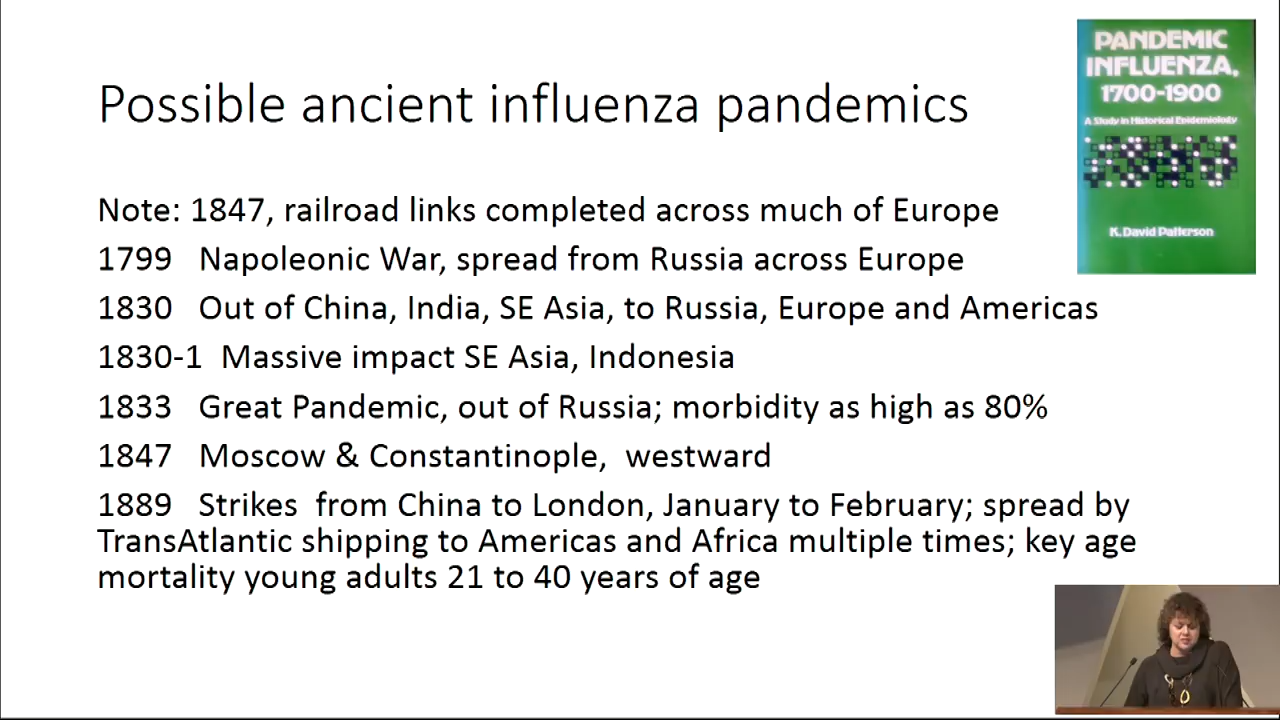 Possible ancient influenza pandemics
PANDEMIC
INFLUENZA,
1700-1900
A Study in Historical Epidemiology
K. David Patterson
Note: 1847, railroad links completed across much of Europe
1799 Napoleonic War, spread from Russia across Europe
1830 Out of China, India, SE Asia, to Russia, Europe and Americas
1830-1 Massive impact SE Asia, Indonesia
1833 Great Pandemic, out of Russia; morbidity as high as 80%
1847 Moscow & Constantinople, westward
1889 Strikes from China to London, January to February; spread by
TransAtlantic shipping to Americas and Africa multiple times; key age
mortality young adults 21 to 40 years of age